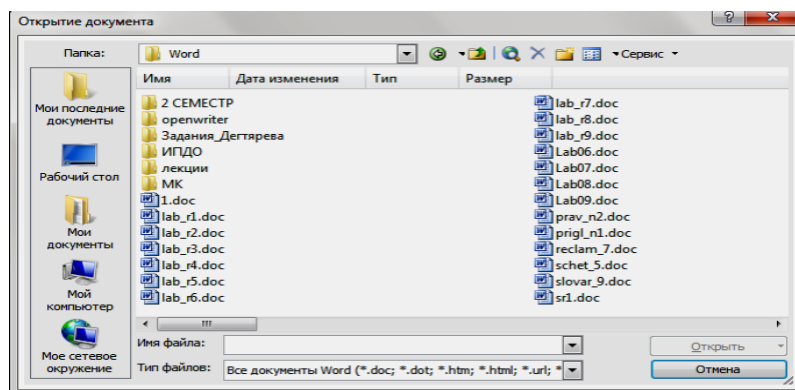 Открытие документа
Папка:
Word
Сервис
Имя Дата изменения Тип Размер
Мои последние документы
Рабочий стол
Мои документы
Мой компьютер
Мое сетевое окружение
2 СЕМЕСТР
openwriter
Задания_Дегтярева
ИПДО
лекции
МК
1.doc
lab_r1.doc
lab_r2.doc
lab_r3.doc
lab_r4.doc
lab_r5.doc
lab_r6.doc
lab_r7.doc
lab_r8.doc
lab_r9.doc
Lab06.doc
Lab07.doc
Lab08.doc
Lab09.doc
prav_n2.doc
prigl_n1.doc
reclam_7.doc
schet_5.doc
slovar_9.doc
sr1.doc
Имя файла:
Открыть
Тип файлов:
Все документы Word (*.doc; *.dot; *.htm; *.html; *.url; *
Отмена